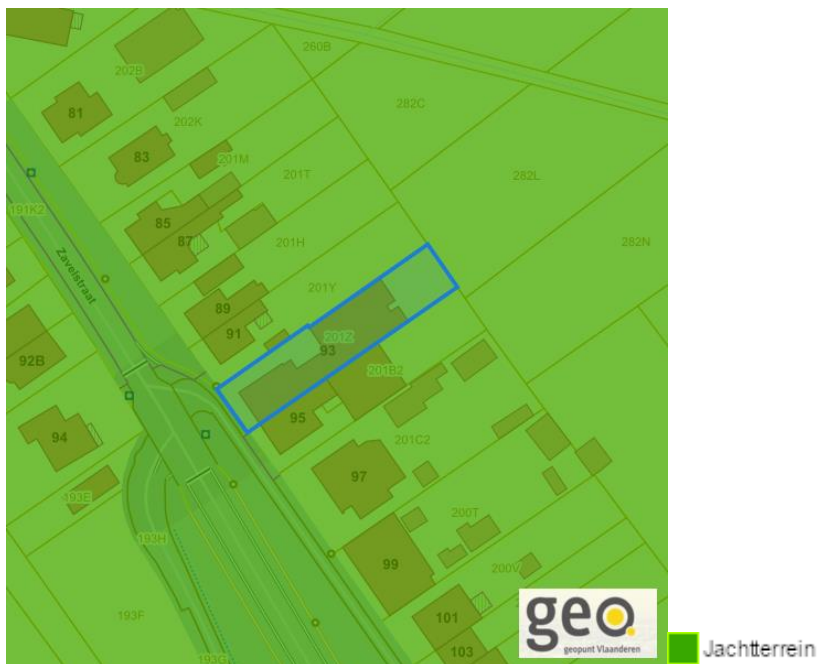 260B
202B
282C
81
202K
83
201M
282L
201T
191K2
85
87
201H
282N
Zavelstraat
201Y
89
91
201Z
93
92B
201B2
95
94
201C2
97
193E
200T
193H
99
200V
193F
101
103
193G
geo
geopunt Vlaanderen
Jachtterrein